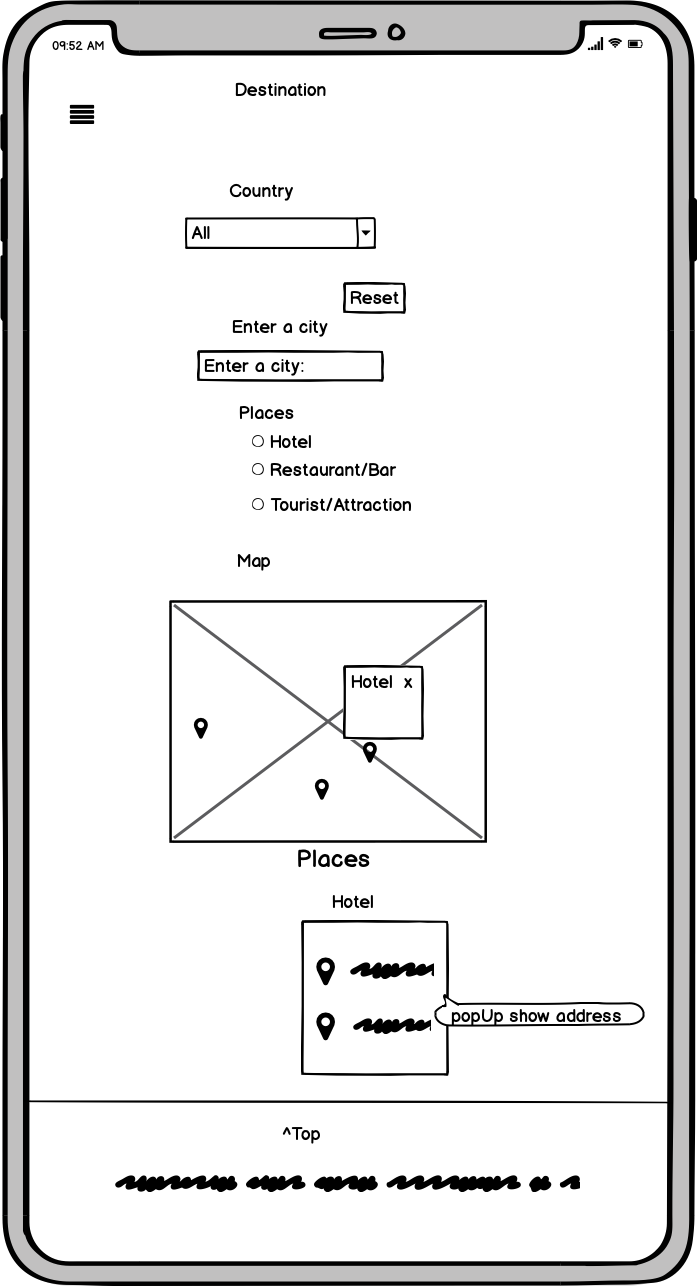 09:52 AM
Destination
Country
All
Reset
Enter a city
Enter a city:
Places
Hotel
Restaurant/Bar
Tourist/Attraction
Map
Hotel x
Places
Hotel
popUp show address
^Top